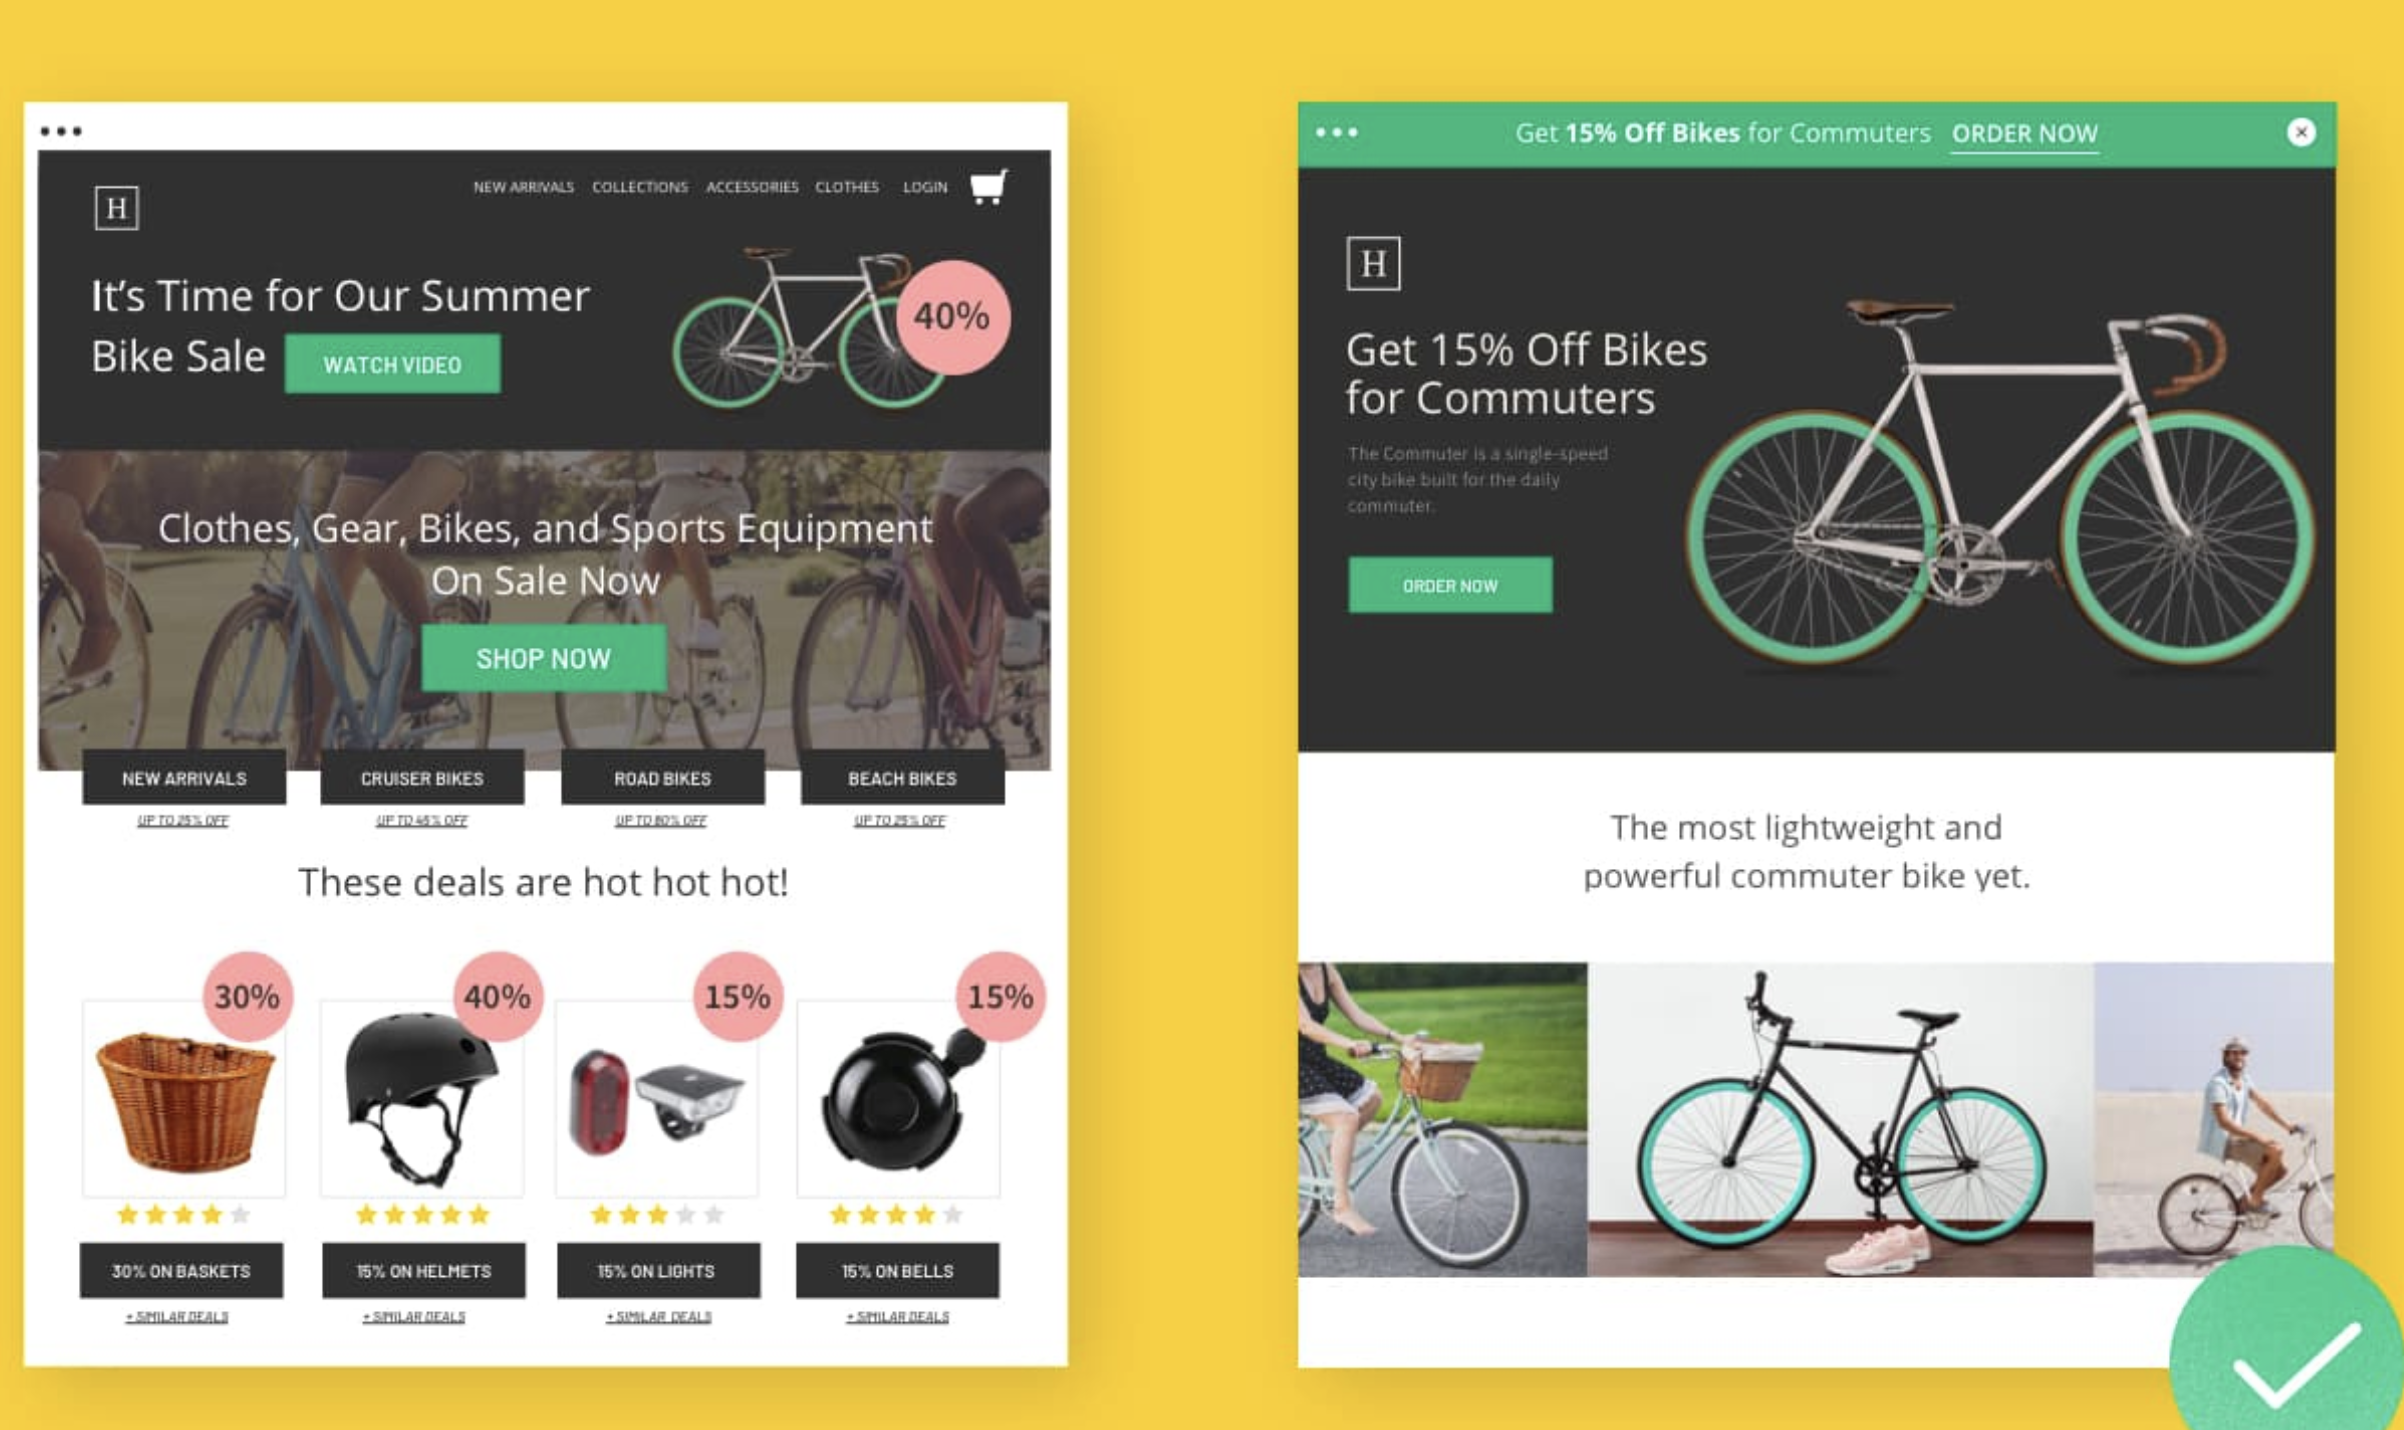 H
NEW ARRIVALS COLLECTIONS ACCESSORIES CLOTHES LOGIN
It's Time for Our Summer
Bike Sale
WATCH VIDEO
40%
Clothes, Gear, Bikes, and Sports Equipment
On Sale Now
SHOP NOW
NEW ARRIVALS
CRUISER BIKES
ROAD BIKES
BEACH BIKES
UP TO 25% OFF
UP TO 45% OFF
UP TO 60% OFF
UP TO 25% OFF
These deals are hot hot hot!
30%
40%
15%
15%
30% ON BASKETS
15% ON HELMETS
15% ON LIGHTS
15% ON BELLS
+ SIMILAR DEALS
+ SIMILAR DEALS
+ SIMILAR DEALS
+ SIMILAR DEALS
Get 15% Off Bikes for Commuters ORDER NOW
H
Get 15% Off Bikes
for Commuters
The Commuter is a single-speed
city bike built for the daily
commuter.
ORDER NOW
The most lightweight and
powerful commuter bike yet.